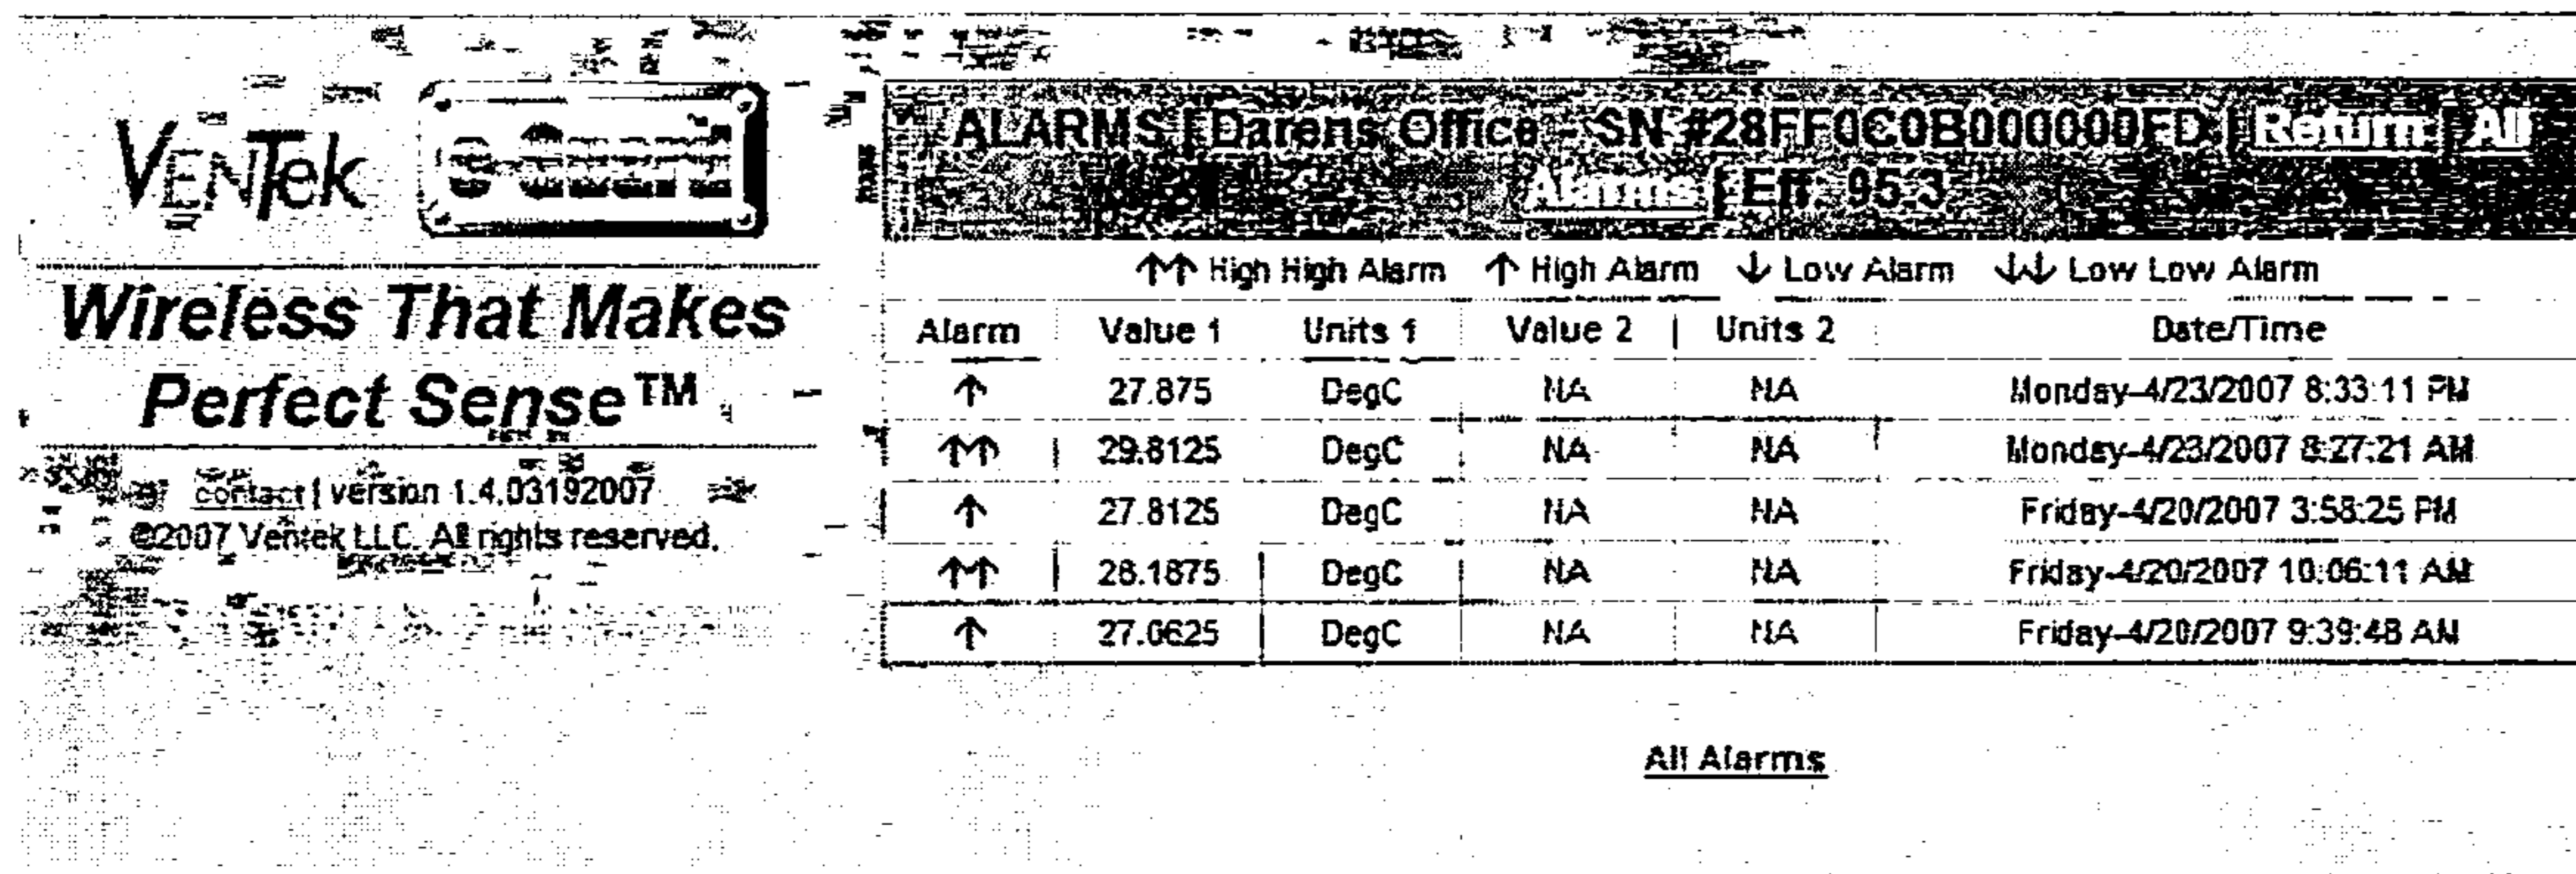 VENTek
Wireless That Makes
Perfect Sense™
contact | version 1.4.03192007
©2007 Ventek LLC. All rights reserved.
ALARMS | Darens Office - SN #28FF0C0B000000FD | Return | All
Alarms | Eff: 95.3
↑↑ High High Alarm ↑ High Alarm ↓ Low Alarm ↓↓ Low Low Alarm
Alarm Value 1 Units 1 Value 2 Units 2 Date/Time
↑ 27.875 DegC NA NA Monday-4/23/2007 8:33:11 PM
↑↑ 29.8125 DegC NA NA Monday-4/23/2007 8:27:21 AM
↑ 27.8125 DegC NA NA Friday-4/20/2007 3:58:25 PM
↑↑ 28.1875 DegC NA NA Friday-4/20/2007 10:06:11 AM
↑ 27.0625 DegC NA NA Friday-4/20/2007 9:39:48 AM
All Alarms